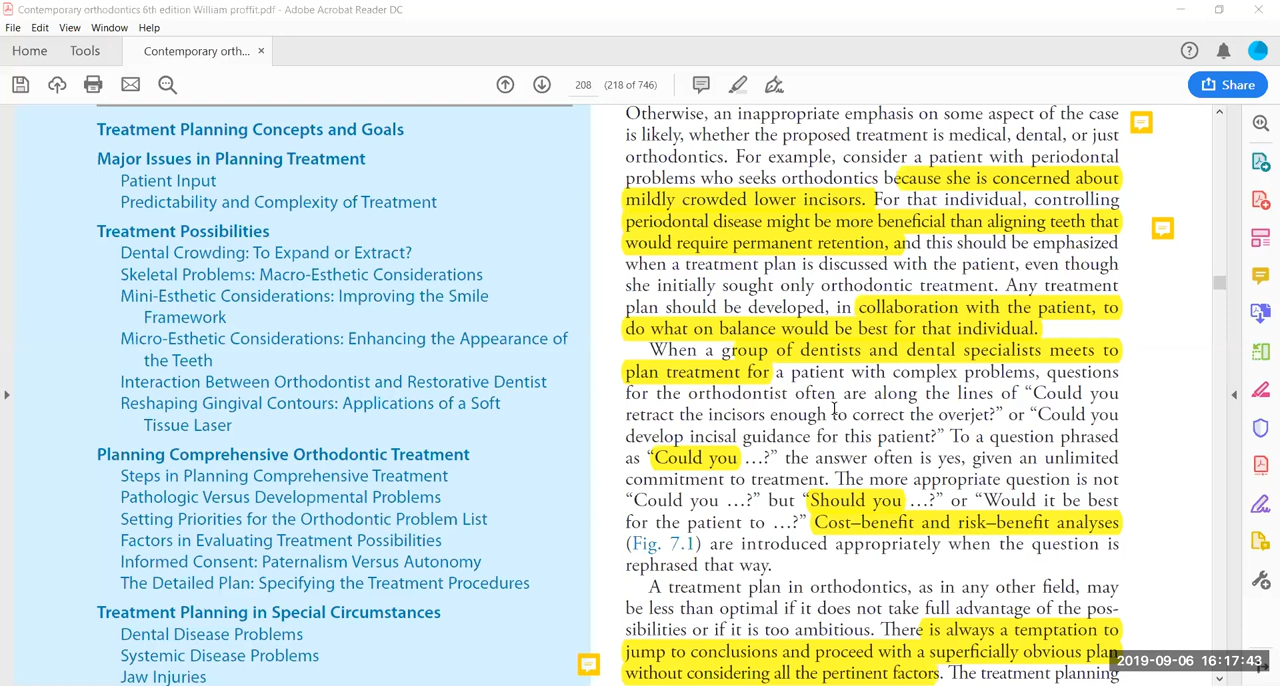 Contemporary orthodontics 6th edition William proffit.pdf - Adobe Acrobat Reader DC
File Edit View Window Help
Home Tools Contemporary orth... ×
208 (218 of 746)
Share
Treatment Planning Concepts and Goals
Major Issues in Planning Treatment
Patient Input
Predictability and Complexity of Treatment
Treatment Possibilities
Dental Crowding: To Expand or Extract?
Skeletal Problems: Macro-Esthetic Considerations
Mini-Esthetic Considerations: Improving the Smile
Framework
Micro-Esthetic Considerations: Enhancing the Appearance of
the Teeth
Interaction Between Orthodontist and Restorative Dentist
Reshaping Gingival Contours: Applications of a Soft
Tissue Laser
Planning Comprehensive Orthodontic Treatment
Steps in Planning Comprehensive Treatment
Pathologic Versus Developmental Problems
Setting Priorities for the Orthodontic Problem List
Factors in Evaluating Treatment Possibilities
Informed Consent: Paternalism Versus Autonomy
The Detailed Plan: Specifying the Treatment Procedures
Treatment Planning in Special Circumstances
Dental Disease Problems
Systemic Disease Problems
Jaw Injuries
Otherwise, an inappropriate emphasis on some aspect of the case
is likely, whether the proposed treatment is medical, dental, or just
orthodontics. For example, consider a patient with periodontal
problems who seeks orthodontics because she is concerned about
mildly crowded lower incisors. For that individual, controlling
periodontal disease might be more beneficial than aligning teeth that
would require permanent retention, and this should be emphasized
when a treatment plan is discussed with the patient, even though
she initially sought only orthodontic treatment. Any treatment
plan should be developed, in collaboration with the patient, to
do what on balance would be best for that individual.
When a group of dentists and dental specialists meets to
plan treatment for a patient with complex problems, questions
for the orthodontist often are along the lines of “Could you
retract the incisors enough to correct the overjet?” or “Could you
develop incisal guidance for this patient?” To a question phrased
as “Could you …?” the answer often is yes, given an unlimited
commitment to treatment. The more appropriate question is not
“Could you …?” but “Should you …?” or “Would it be best
for the patient to …?” Cost–benefit and risk–benefit analyses
(Fig. 7.1) are introduced appropriately when the question is
rephrased that way.
A treatment plan in orthodontics, as in any other field, may
be less than optimal if it does not take full advantage of the pos-
sibilities or if it is too ambitious. There is always a temptation to
jump to conclusions and proceed with a superficially obvious plan
without considering all the pertinent factors. The treatment planning
2019-09-06 16:17:43